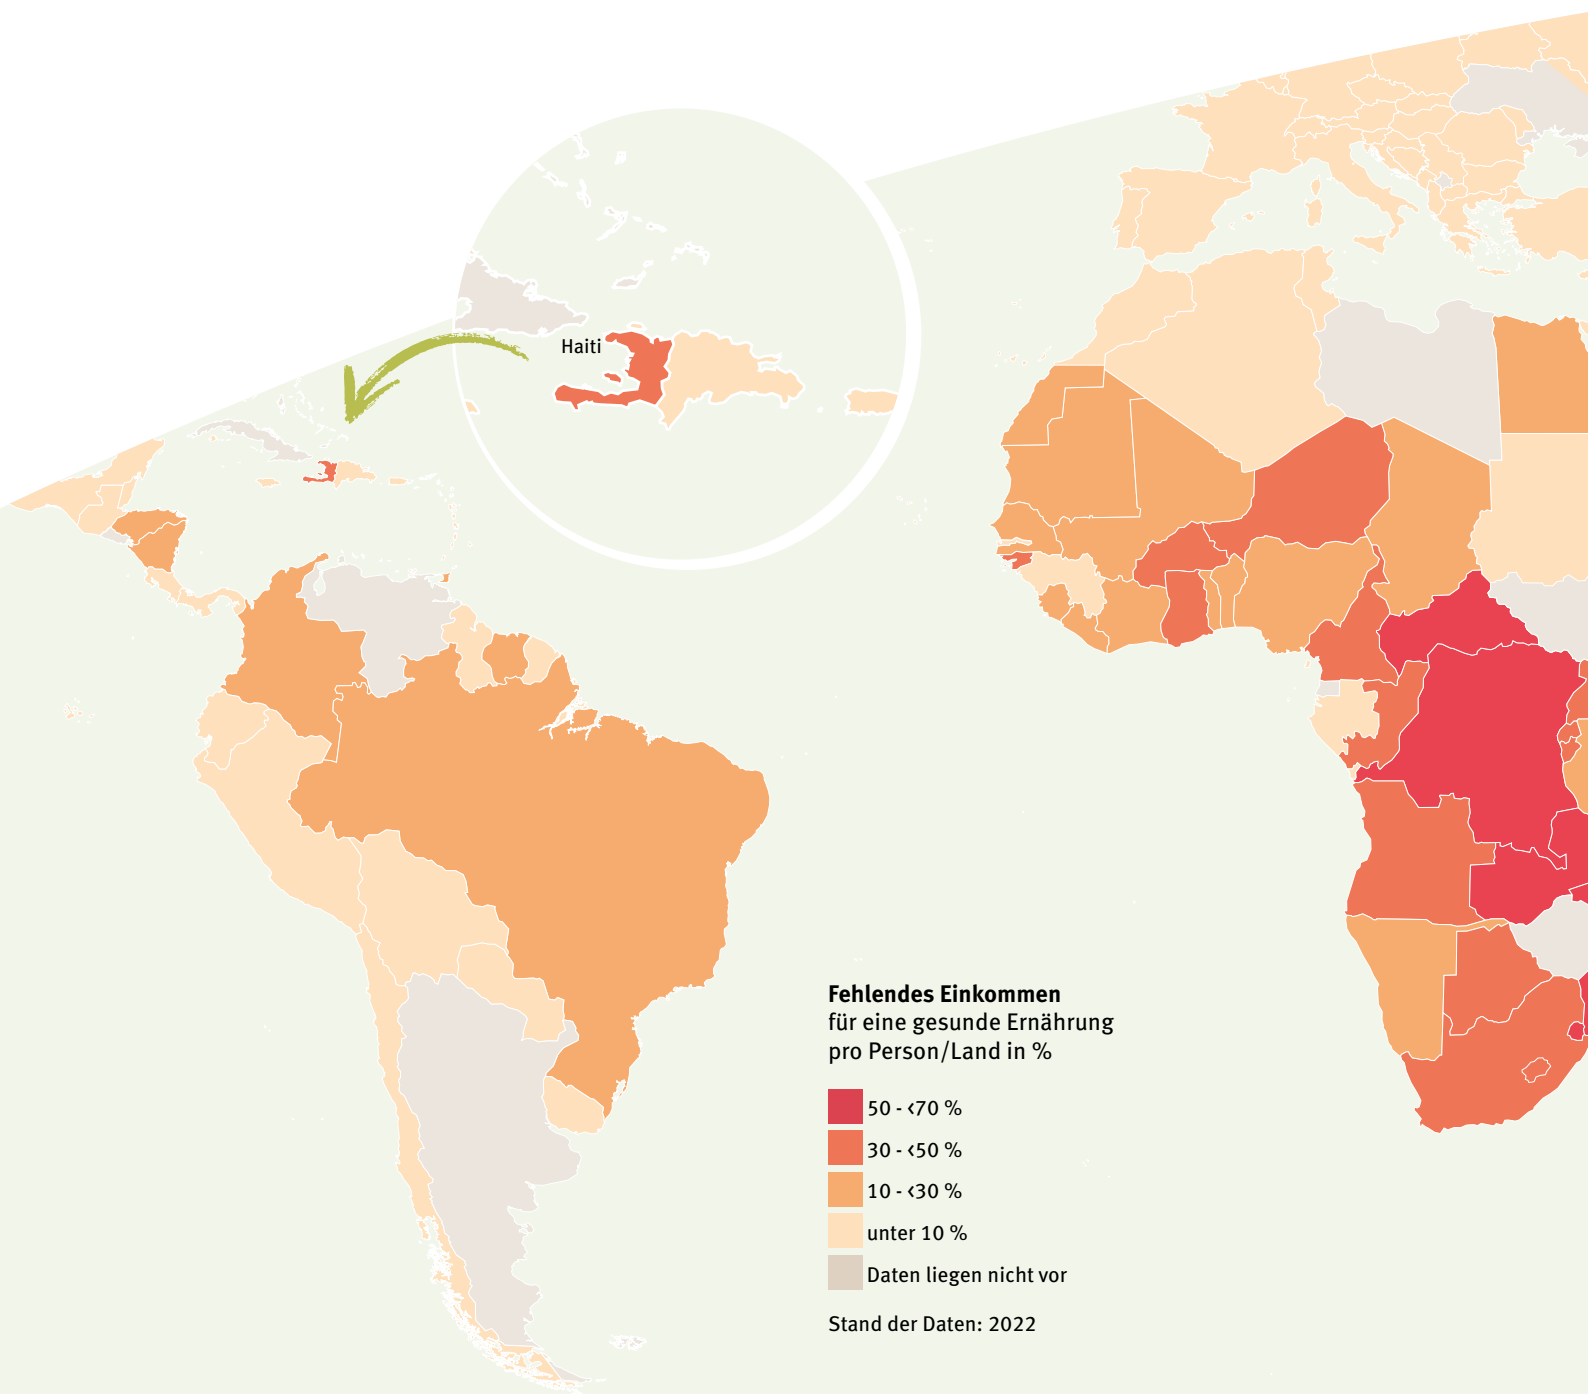 Haiti
Fehlendes Einkommen
für eine gesunde Ernährung
pro Person/Land in %
50 - <70 %
30 - <50 %
10 - <30 %
unter 10 %
Daten liegen nicht vor
Stand der Daten: 2022